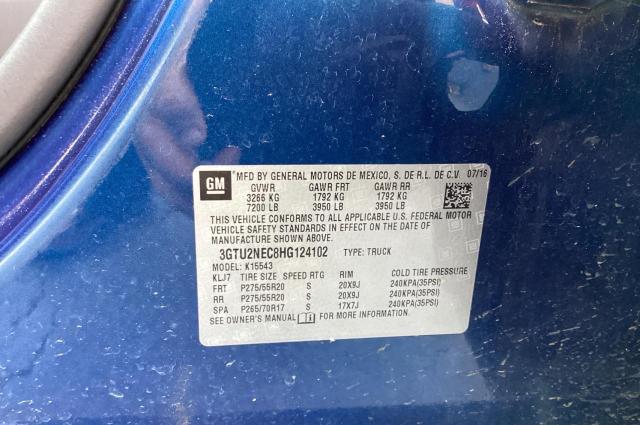 GM
® MFD BY GENERAL MOTORS DE MEXICO, S. DE R.L. DE C.V 07/16
GVWR GAWR FRT GAWR RR
3266 KG 1792 KG 1792 KG
7200 LB 3950 LB 3950 LB
THIS VEHICLE CONFORMS TO ALL APPLICABLE U.S. FEDERAL MOTOR
VEHICLE SAFETY STANDARDS IN EFFECT ON THE DATE OF
MANUFACTURE SHOWN ABOVE.
3GTU2NEC8HG124102 TYPE: TRUCK
MODEL: K15543
KLJ7 TIRE SIZE SPEED RTG RIM COLD TIRE PRESSURE
FRT P275/55R20 S 20X9J 240KPA(35PSI)
RR P275/55R20 S 20X9J 240KPA(35PSI)
SPA P265/70R17 S 17X7J 240KPA(35PSI)
SEE OWNER'S MANUAL FOR MORE INFORMATION.